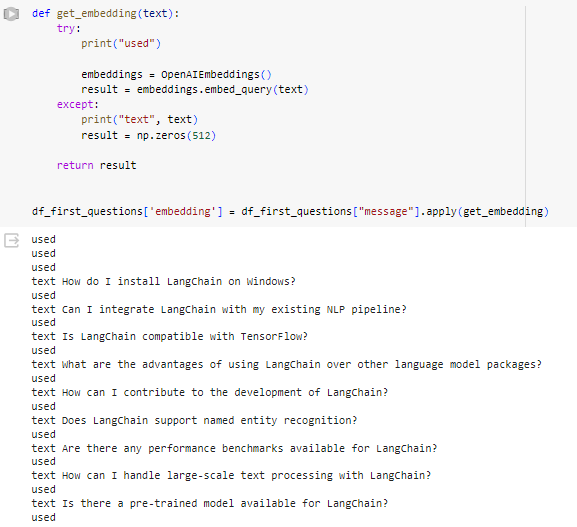 def get_embedding(text):
    try:
        print("used")

        embeddings = OpenAIEmbeddings()
        result = embeddings.embed_query(text)
    except:
        print("text", text)
        result = np.zeros(512)

    return result


df_first_questions['embedding'] = df_first_questions["message"].apply(get_embedding)
used
used
used
text How do I install LangChain on Windows?
used
text Can I integrate LangChain with my existing NLP pipeline?
used
text Is LangChain compatible with TensorFlow?
used
text What are the advantages of using LangChain over other language model packages?
used
text How can I contribute to the development of LangChain?
used
text Does LangChain support named entity recognition?
used
text Are there any performance benchmarks available for LangChain?
used
text How can I handle large-scale text processing with LangChain?
used
text Is there a pre-trained model available for LangChain?
used